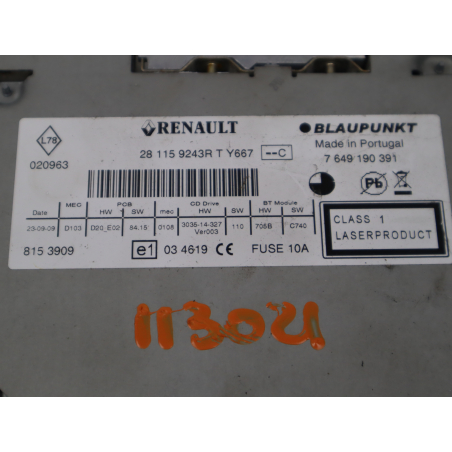 L78
RENAULT
BLAUPUNKT
Made in Portugal
020963
28 115 9243R T Y667 --C
7 649 190 391
MEC PCB CD Drive BT Module
Date HW SW mec HW SW HW SW
23-09-09 D103 D20_E02 84.15 0108 3035-14-327 Ver003 110 705B C740
Pb
CLASS 1
LASERPRODUCT
815 3909
e1 03 4619 CE FUSE 10A
113021